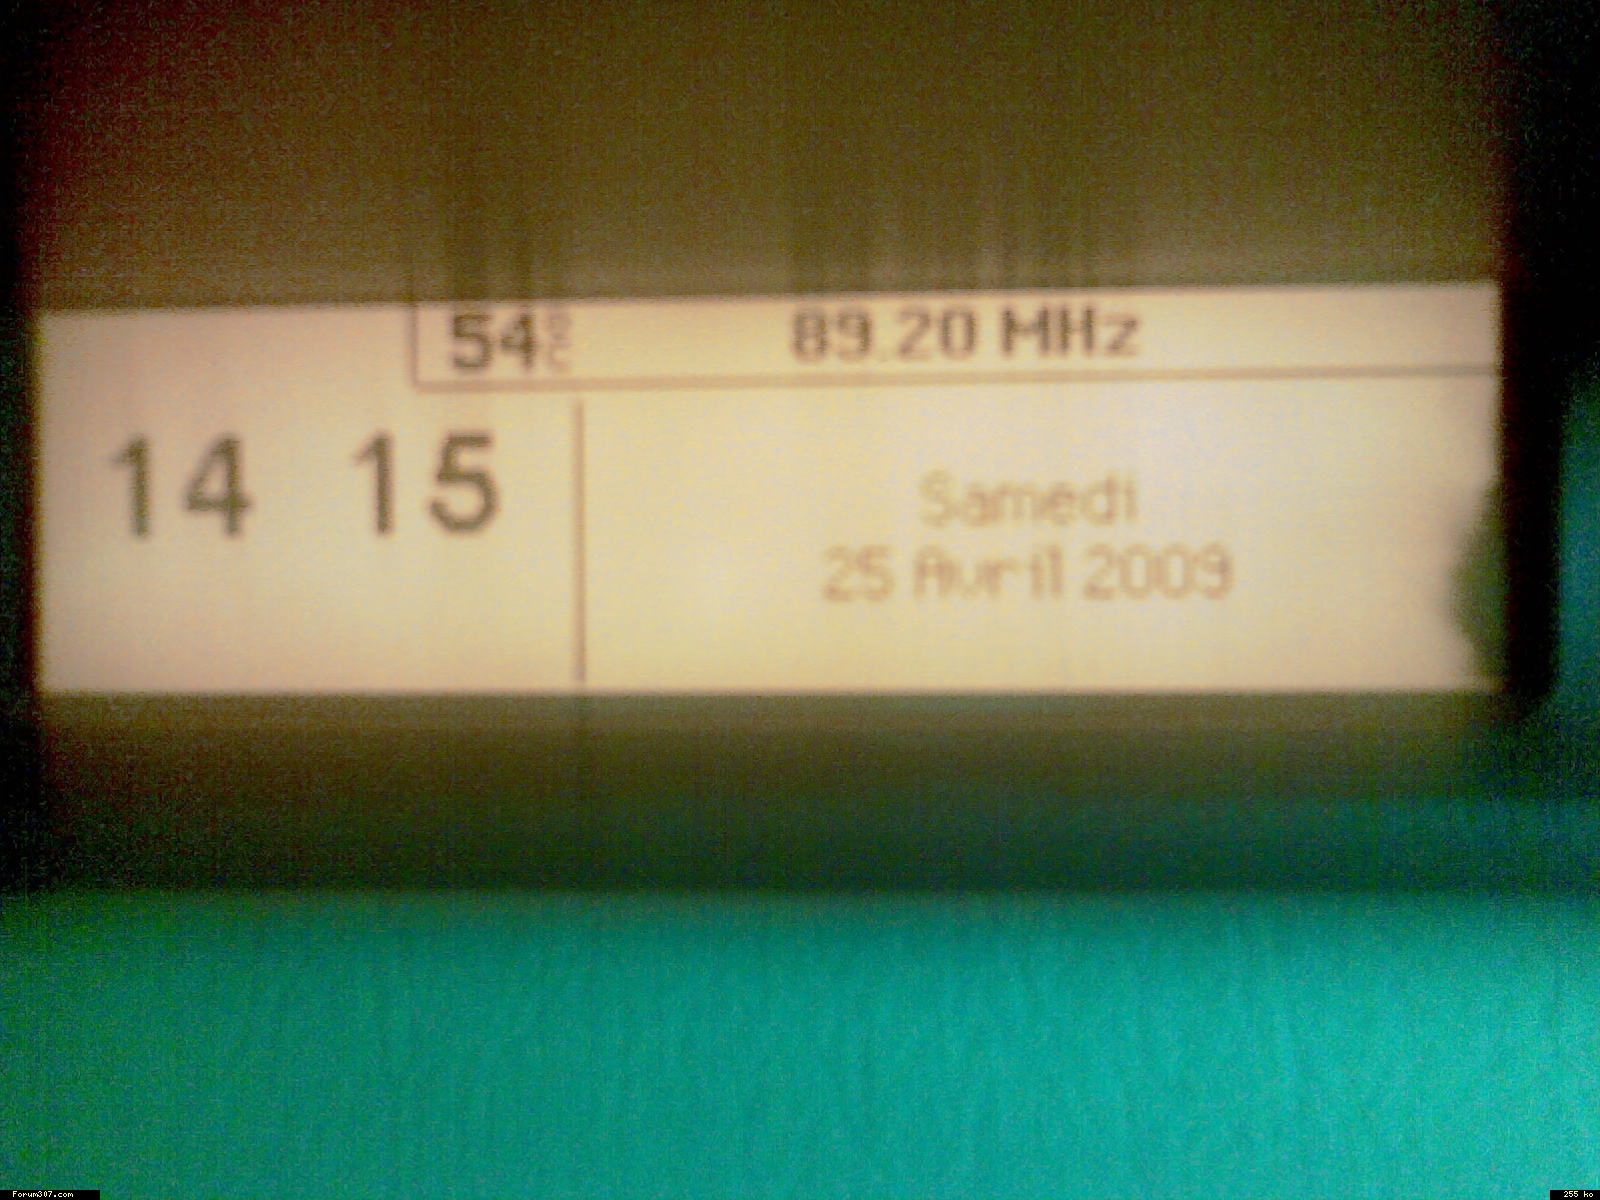 54°C 89.20 MHz
14 15
Samedi
25 Avril 2009
Forum307.com
255 ko